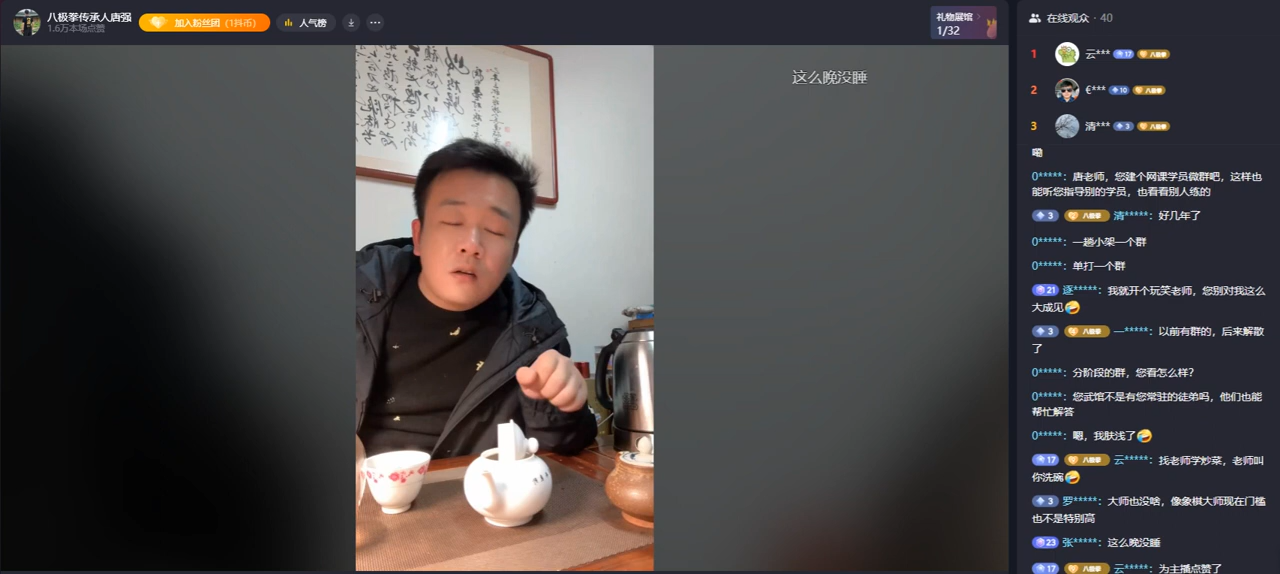 八极拳传承人唐强
1.6万本场点赞
加入粉丝团（1抖币）
人气榜
礼物展馆
1/32
在线观众 · 40
这么晚没睡
1 云*** 17 八极拳
2 €*** 10 八极拳
3 清*** 3 八极拳
嘞
0*****：唐老师，您建个网课学员微群吧，这样也
能听您指导别的学员，也看看别人练的
3 八极拳 清*****：好几年了
0*****：一趟小架一个群
0*****：单打一个群
21 逐*****：我就开个玩笑老师，您别对我这么
大成见🤣
3 八极拳 一*****：以前有群的，后来解散
了
0*****：分阶段的群，您看怎么样？
0*****：您武馆不是有您常驻的徒弟吗，他们也能
帮忙解答
0*****：嗯，我肤浅了🤣
17 八极拳 云*****：找老师学炒菜，老师叫
你洗碗🤣
3 罗*****：大师也没啥，像象棋大师现在门槛
也不是特别高
23 张*****：这么晚没睡
17 八极拳 云*****：为主播点赞了